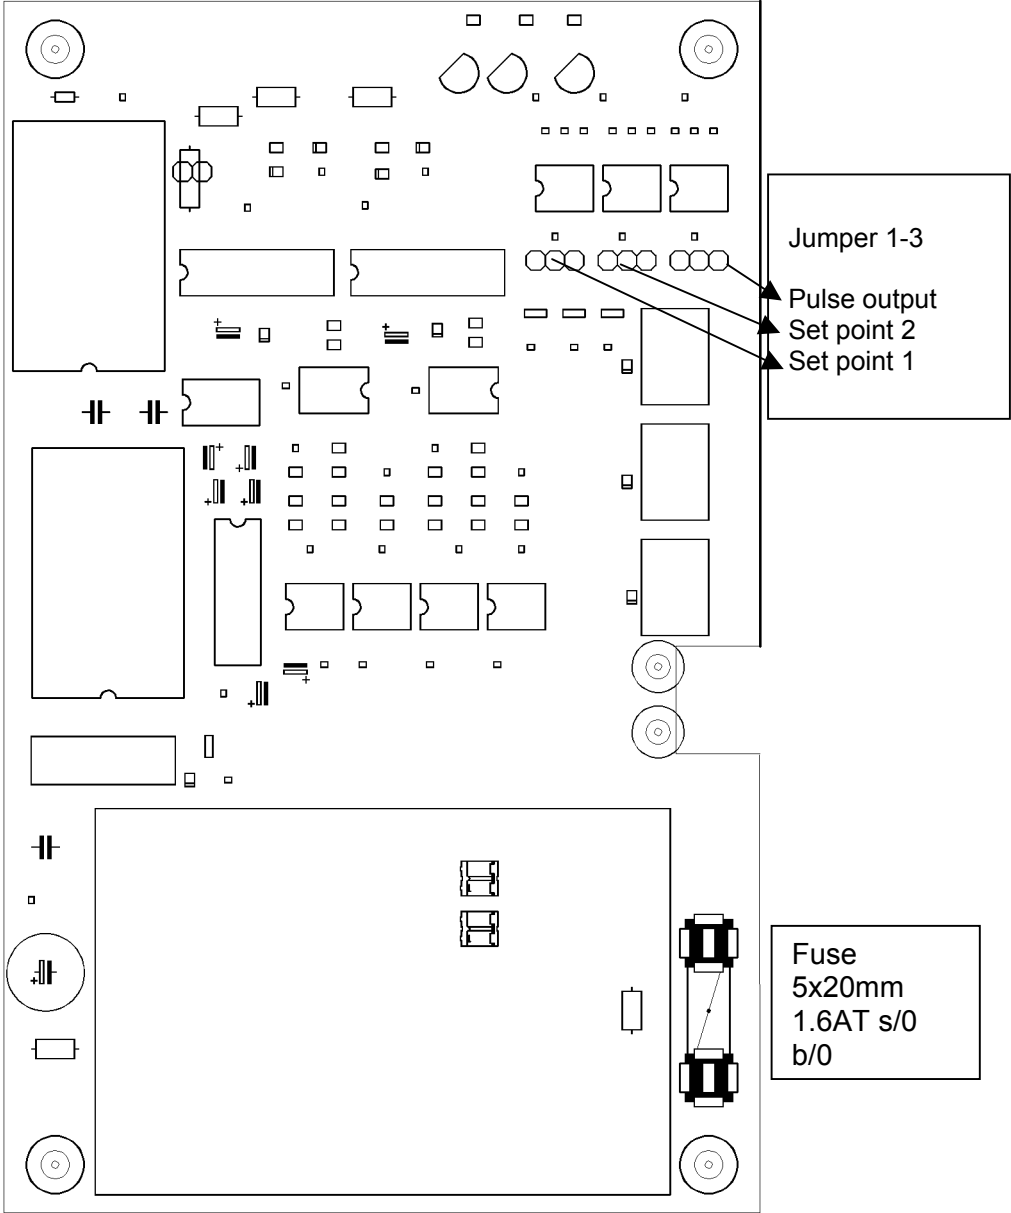 Jumper 1-3
Pulse output
Set point 2
Set point 1
Fuse
5x20mm
1.6AT s/0
b/0